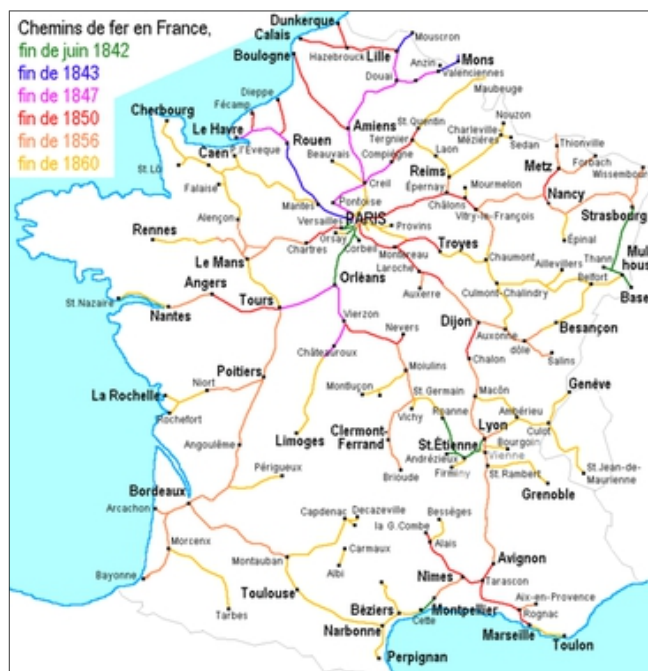 Chemins de fer en France,
fin de juin 1842
fin de 1843
fin de 1847
fin de 1850
fin de 1856
fin de 1860
Dunkerque
Calais
Boulogne
Hazebrouck
Lille
Mouscron
Mons
Anzin
Valenciennes
Douai
Maubeuge
Dieppe
Fécamp
Le Havre
Cherbourg
Rouen
Amiens
St.Quentin
Tergnier
Nouzon
Charleville
Mézières
Sedan
Laon
Thionville
Forbach
Wissembourg
Caen
l'Eveque
Beauvais
Compiègne
Creil
Reims
Épernay
Mourmelon
Metz
Nancy
St.Lô
Falaise
Mantes
Pontoise
PARIS
Châlons
Vitry-le-François
Strasbourg
Alençon
Versailles
Orsay
Corbeil
Provins
Rennes
Chartres
Montereau
Troyes
Épinal
Le Mans
Laroche
Chaumont
Aillevillers
Thann
Mul
house
Belfort
Base
Angers
Orléans
Auxerre
Culmont-Chalindry
St.Nazaire
Nantes
Tours
Vierzon
Nevers
Dijon
Auxonne
dôle
Besançon
Salins
Châteauroux
Chalon
Poitiers
Moiulins
Niort
La Rochelle
Rochefort
Montluçon
St.Germain
Vichy
Roanne
Macôn
Genève
Ambérieu
Culoz
Limoges
Clermont-
Ferrand
Lyon
St.Étienne
Andrézieux
Firminy
Bourgoin
Vienne
St.Rambert
St.Jean-de-
Maurienne
Grenoble
Angoulême
Périgueux
Brioude
Bordeaux
Arcachon
Capdenac
Decazeville
Bessèges
la G.Combe
Alais
Morcenx
Montauban
Carmaux
Albi
Avignon
Bayonne
Toulouse
Nîmes
Tarascon
Aix-en-Provence
Rognac
Tarbes
Béziers
Montpellier
Cette
Narbonne
Marseille
Toulon
Perpignan